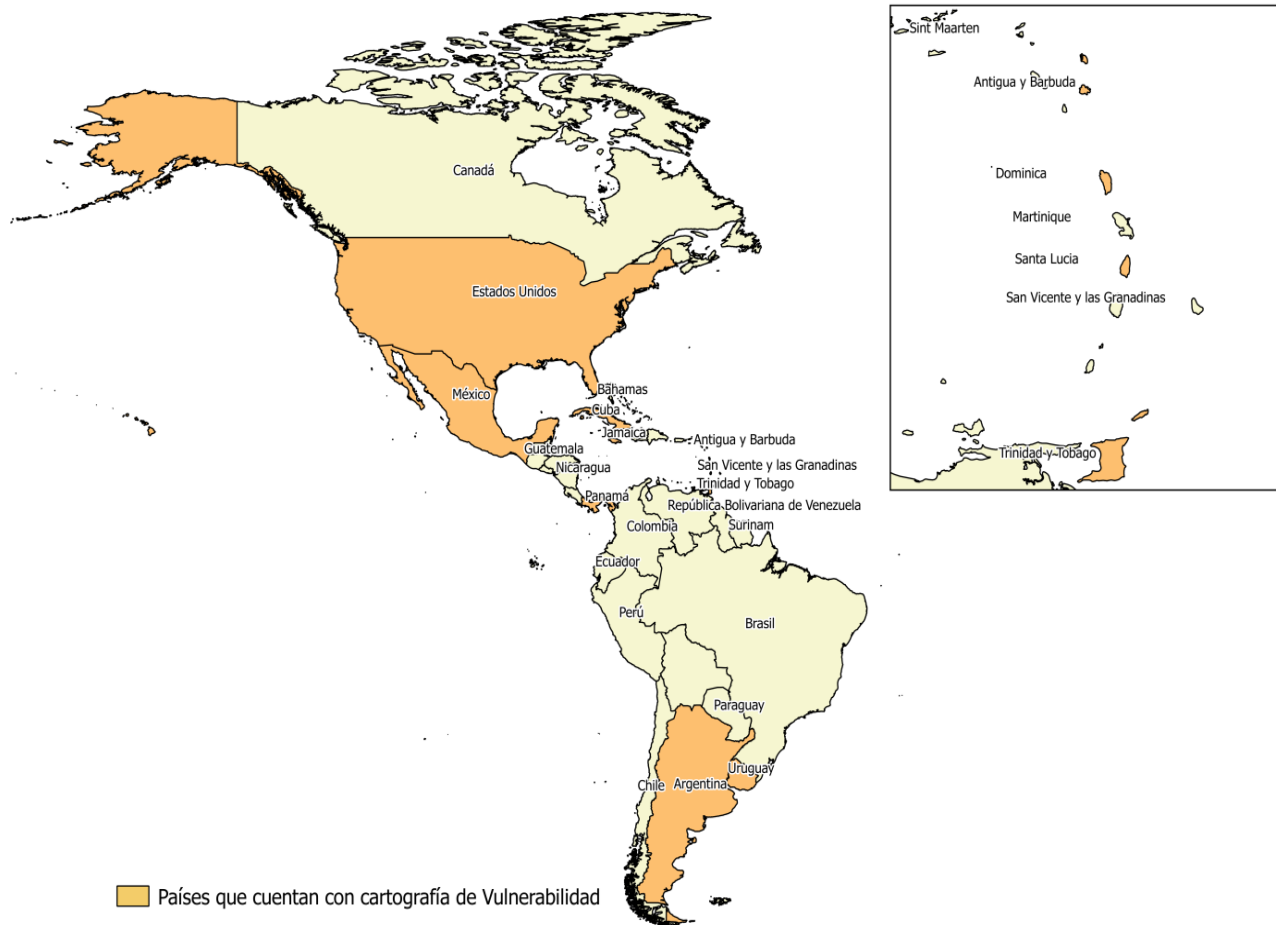 Canadá
Estados Unidos
México
Bahamas
Cuba
Jamaica
Antigua y Barbuda
Guatemala
Nicaragua
San Vicente y las Granadinas
Trinidad y Tobago
Panamá
República Bolivariana de Venezuela
Colombia
Surinam
Ecuador
Perú
Brasil
Paraguay
Uruguay
Chile
Argentina
Países que cuentan con cartografía de Vulnerabilidad
Sint Maarten
Antigua y Barbuda
Dominica
Martinique
Santa Lucia
San Vicente y las Granadinas
Trinidad y Tobago